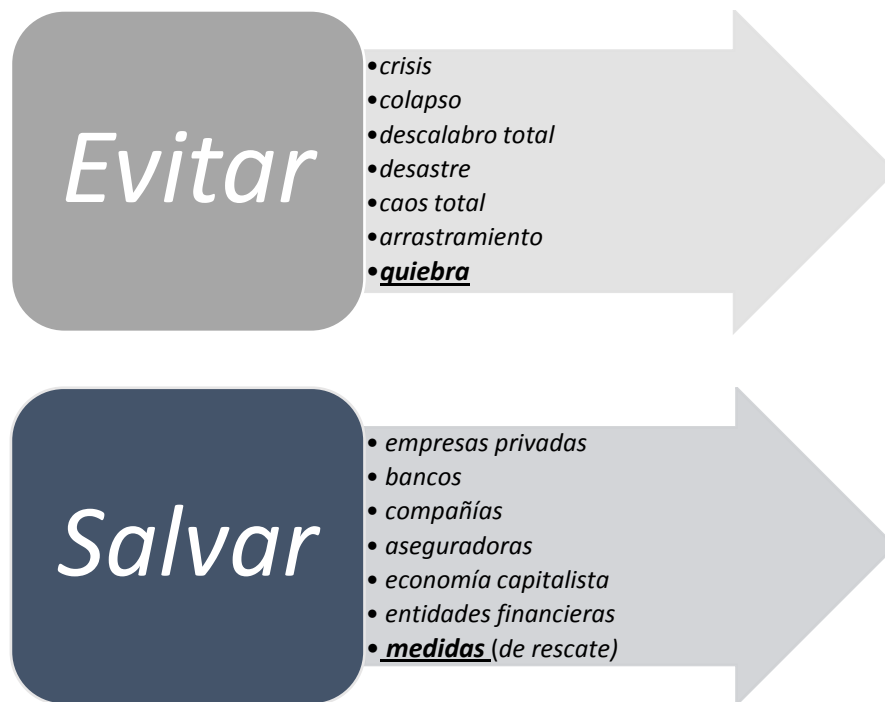 Evitar
•crisis
•colapso
•descalabro total
•desastre
•caos total
•arrastramiento
•quiebra
Salvar
• empresas privadas
• bancos
• compañías
• aseguradoras
• economía capitalista
• entidades financieras
• medidas (de rescate)